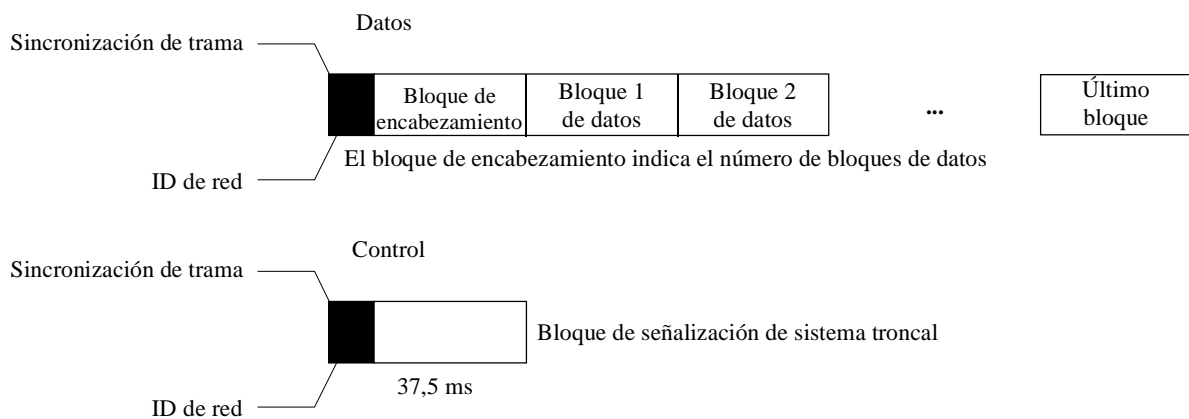 Datos
Sincronización de trama
Bloque de
encabezamiento
Bloque 1
de datos
Bloque 2
de datos
...
Último
bloque
El bloque de encabezamiento indica el número de bloques de datos
ID de red
Control
Sincronización de trama
Bloque de señalización de sistema troncal
37,5 ms
ID de red